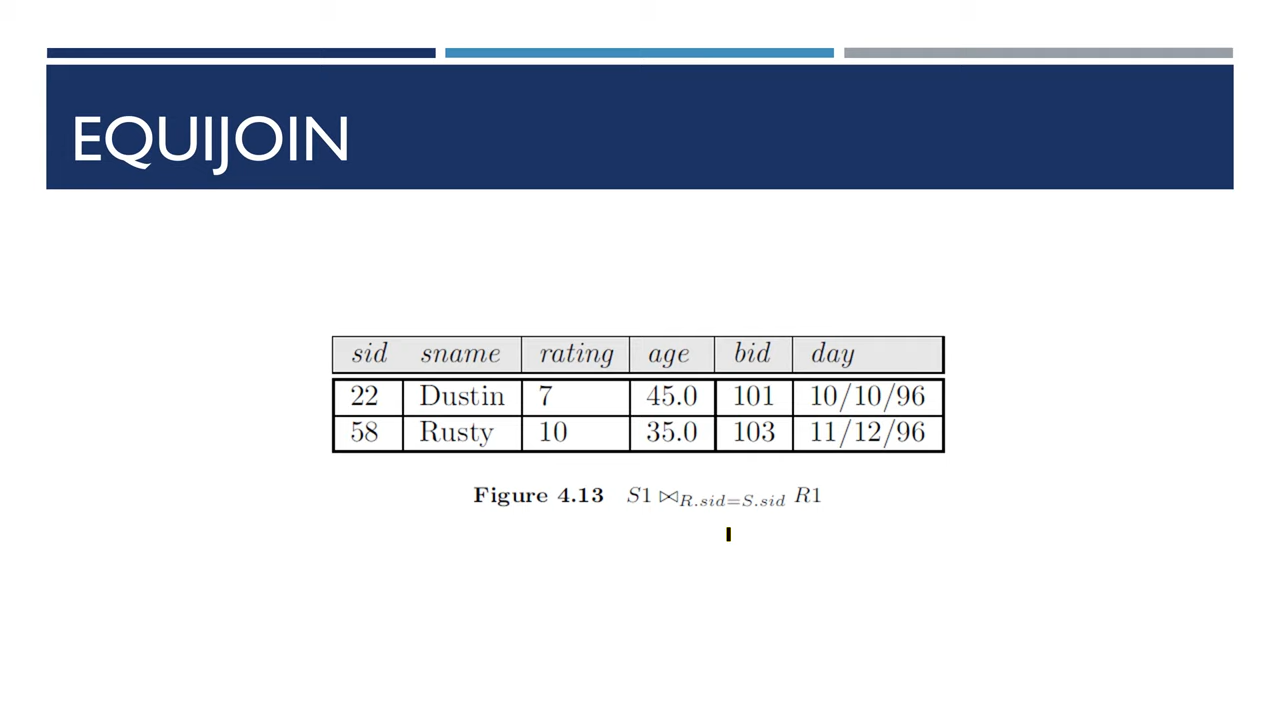 EQUIJOIN
sid sname rating age bid day
22 Dustin 7 45.0 101 10/10/96
58 Rusty 10 35.0 103 11/12/96
Figure 4.13 S1 ⋈R.sid=S.sid R1